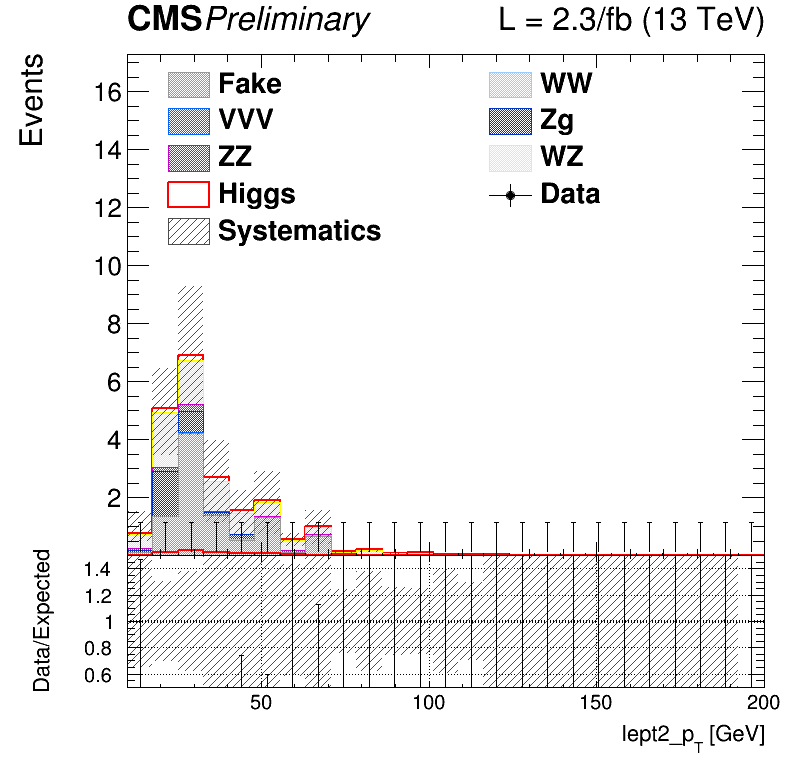 CMSPreliminary L = 2.3/fb (13 TeV)
Events
16
14
12
10
8
6
4
2
Fake WW
VVV Zg
ZZ WZ
Higgs Data
Systematics
Data/Expected
1.4
1.2
1
0.8
0.6
50 100 150 200
lept2_p_T [GeV]